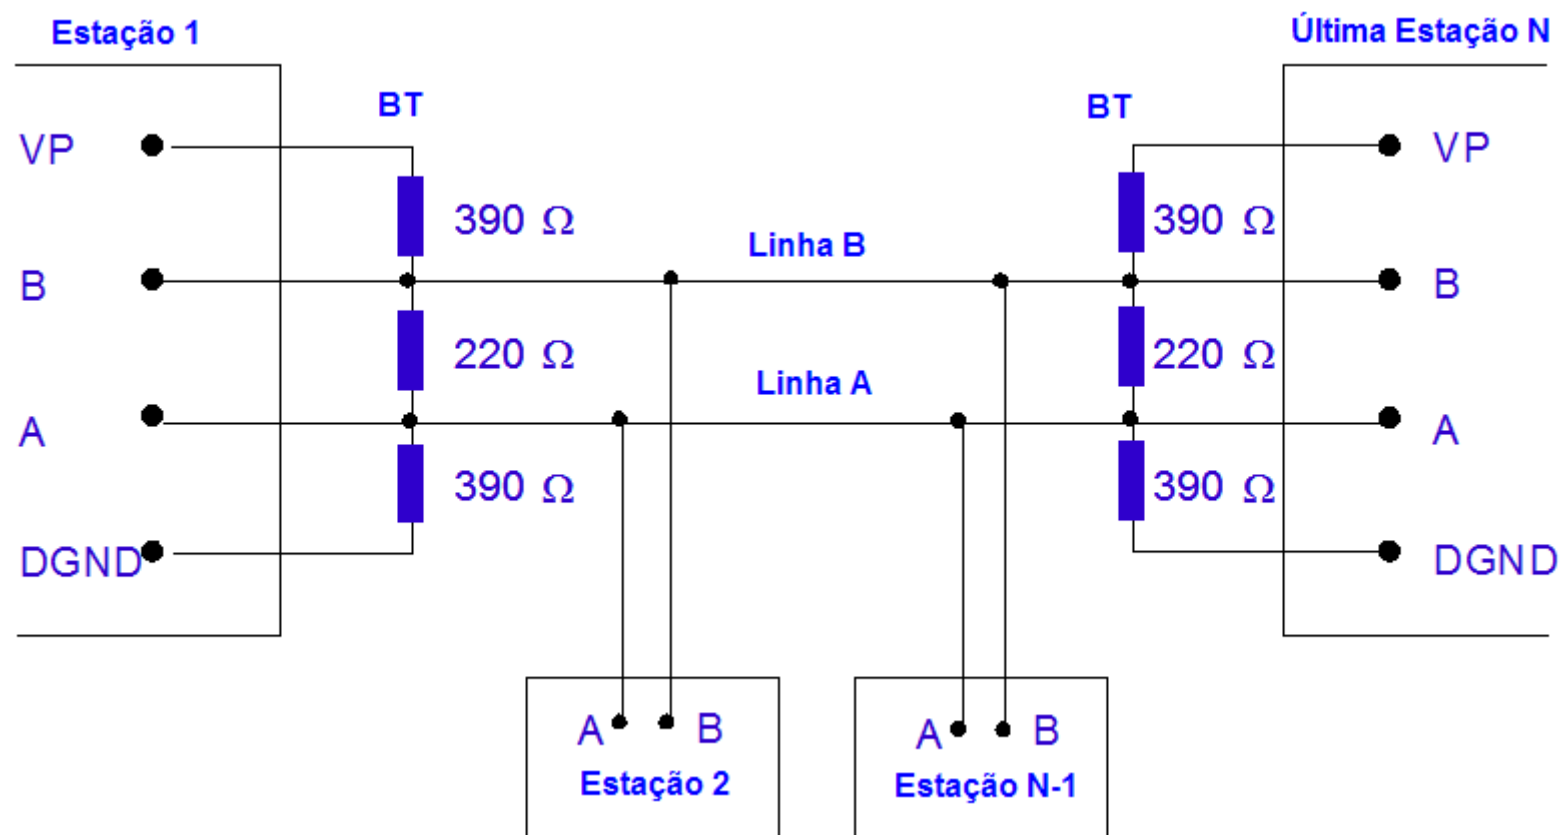 Estação 1
Última Estação N
BT
BT
VP
VP
390 Ω
390 Ω
Linha B
B
B
220 Ω
220 Ω
Linha A
A
A
390 Ω
390 Ω
DGND
DGND
A B
A B
Estação 2
Estação N-1